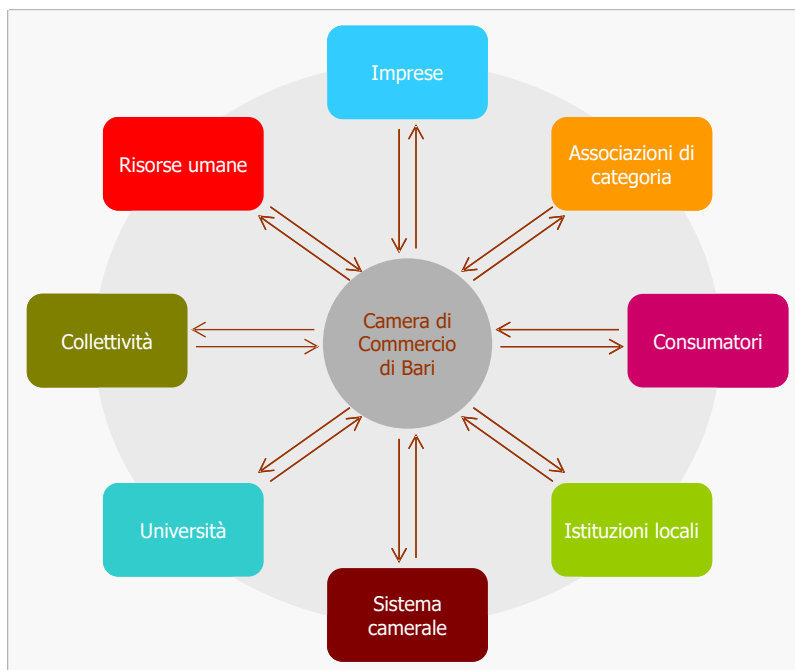 Imprese
Risorse umane
Associazioni di
categoria
Collettività
Camera di
Commercio
di Bari
Consumatori
Università
Istituzioni locali
Sistema
camerale